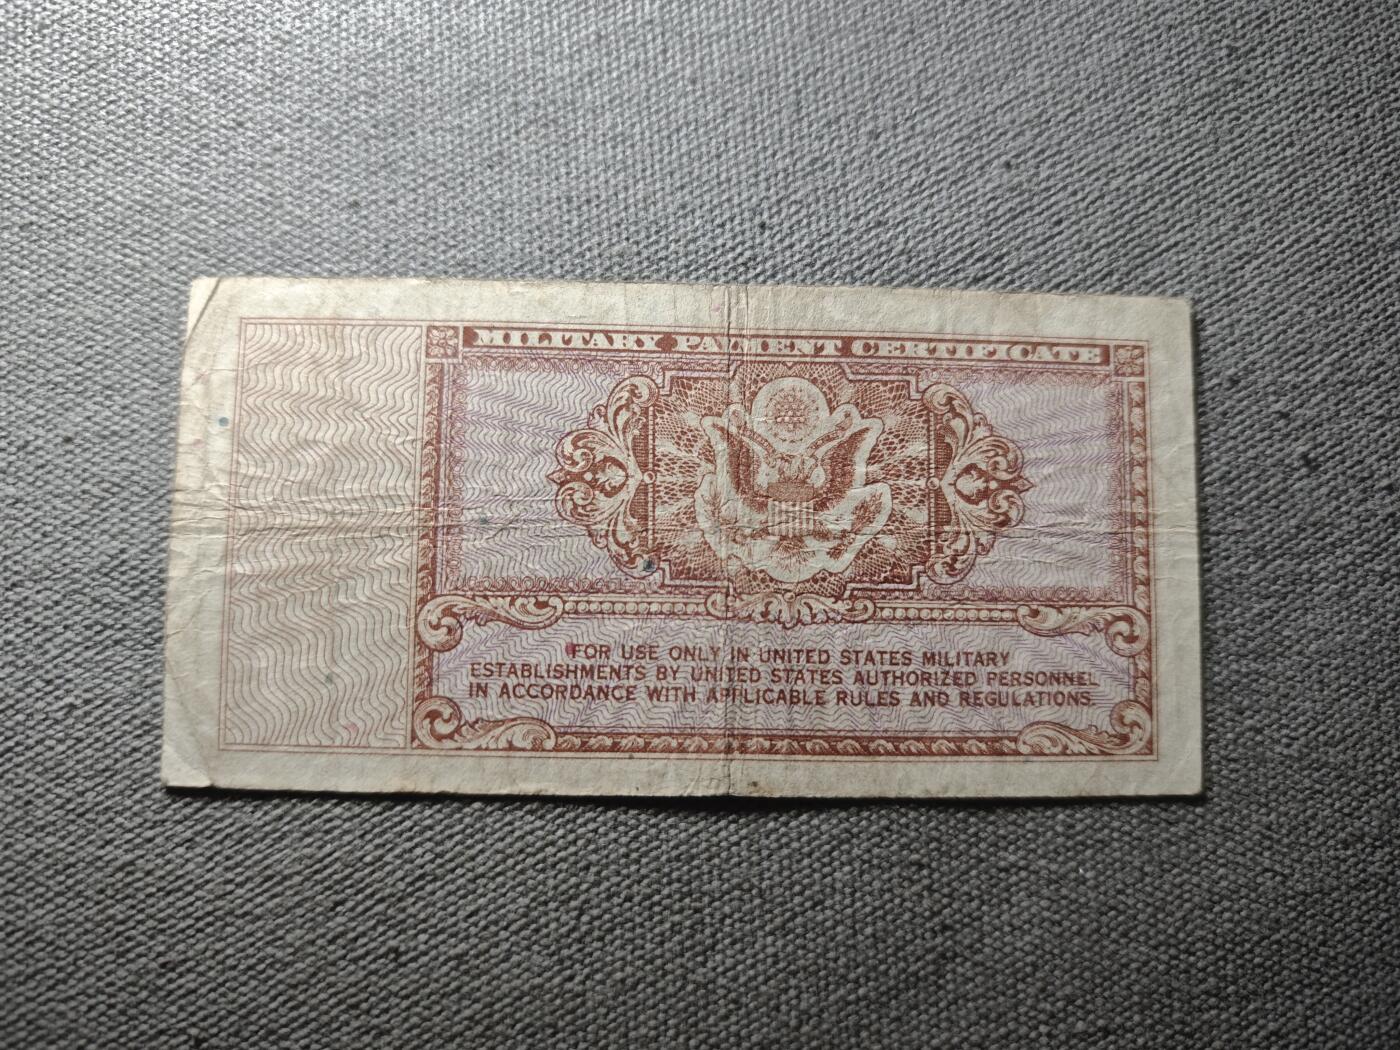 MILITARY PAYMENT CERTIFICATE
FOR USE ONLY IN UNITED STATES MILITARY
ESTABLISHMENTS BY UNITED STATES AUTHORIZED PERSONNEL
IN ACCORDANCE WITH APPLICABLE RULES AND REGULATIONS.